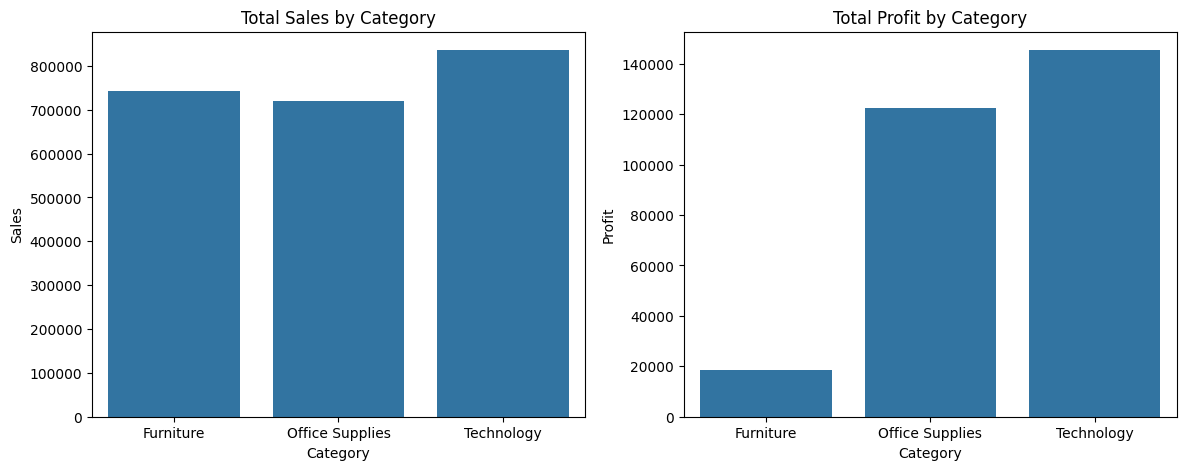 Total Sales by Category
Sales
800000
700000
600000
500000
400000
300000
200000
100000
0
Furniture
Office Supplies
Technology
Category
Total Profit by Category
Profit
140000
120000
100000
80000
60000
40000
20000
0
Furniture
Office Supplies
Technology
Category